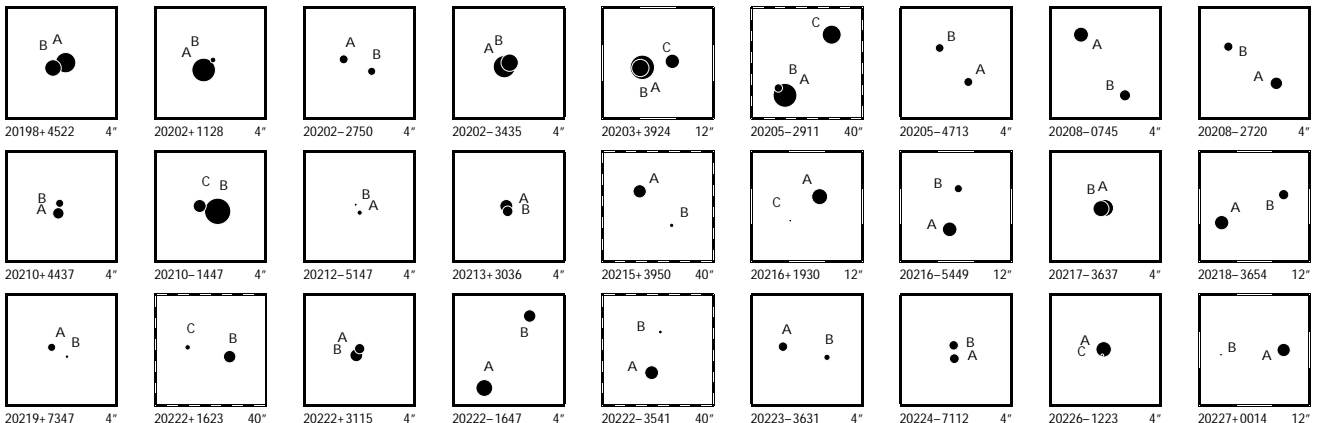 B A
B
A
A
B
B
A
C
B A
C
B
A
B
A
A
B
B
A
20198+4522 4″
20202+1128 4″
20202−2750 4″
20202−3435 4″
20203+3924 12″
20205−2911 40″
20205−4713 4″
20208−0745 4″
20208−2720 4″
B
A
C B
B
A
A
B
A
B
A
C
B
A
B A
A
B
20210+4437 4″
20210−1447 4″
20212−5147 4″
20213+3036 4″
20215+3950 40″
20216+1930 12″
20216−5449 12″
20217−3637 4″
20218−3654 12″
A
B
C
B
A
B
B
A
B
A
A
B
B
A
A
C
B
A
20219+7347 4″
20222+1623 40″
20222+3115 4″
20222−1647 4″
20222−3541 40″
20223−3631 4″
20224−7112 4″
20226−1223 4″
20227+0014 12″